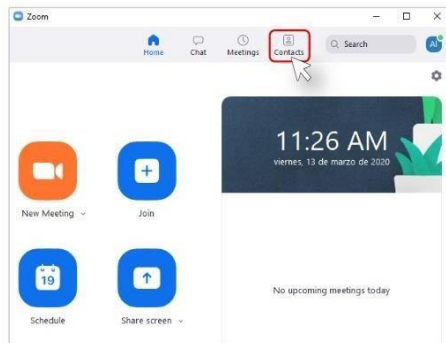 Zoom
Home Chat Meetings Contacts Search AI
11:26 AM
viernes, 13 de marzo de 2020
New Meeting Join
19
Schedule Share screen
No upcoming meetings today